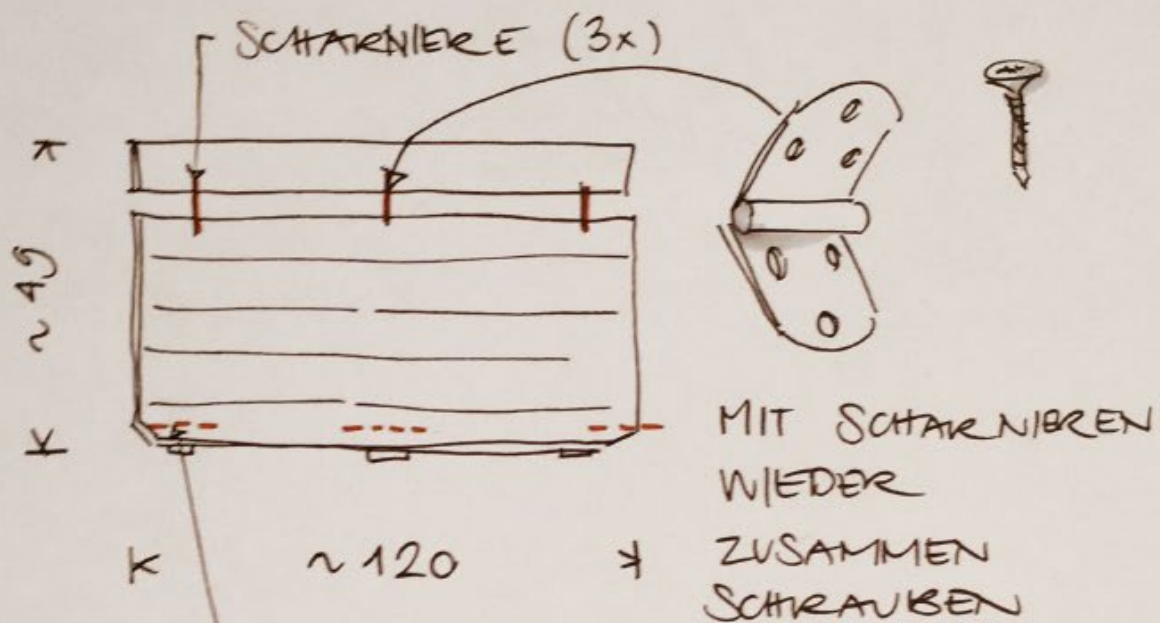 SCHARNIERE (3x)
~ 49
~ 120
MIT SCHARNIEREN
WIEDER
ZUSAMMEN
SCHRAUBEN